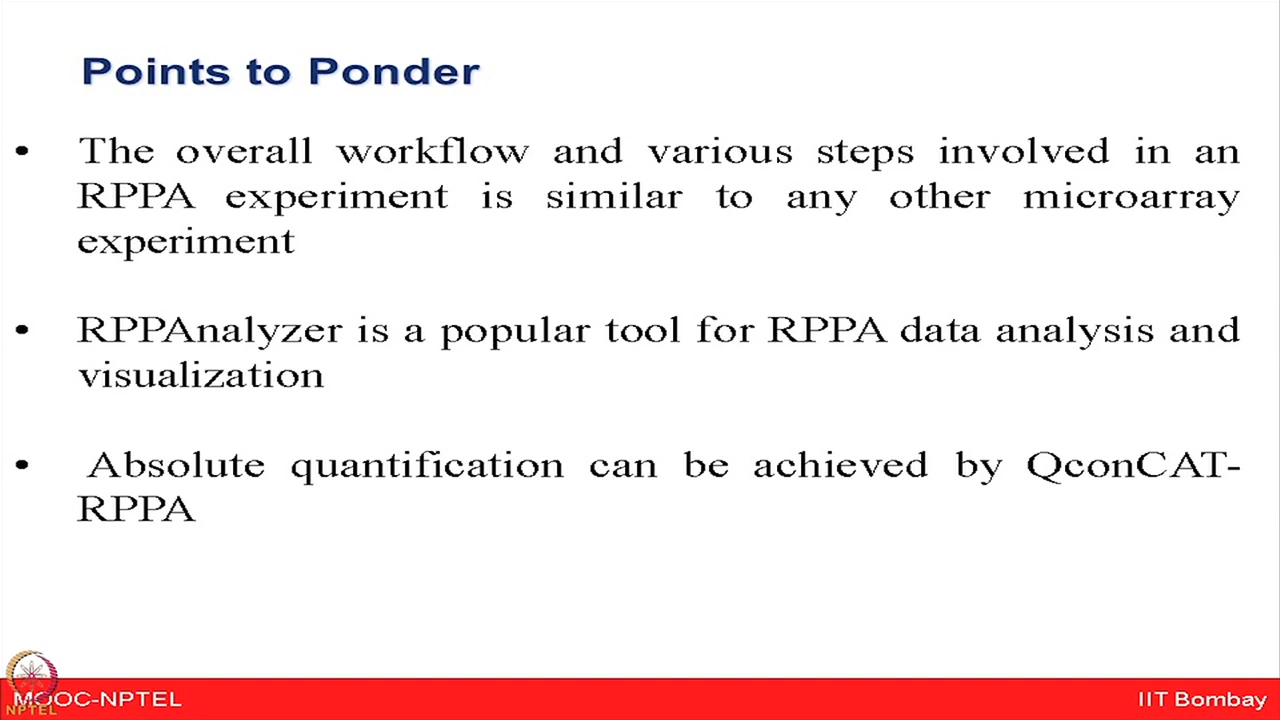 Points to Ponder
• The overall workflow and various steps involved in an
RPPA experiment is similar to any other microarray
experiment
• RPPAnalyzer is a popular tool for RPPA data analysis and
visualization
• Absolute quantification can be achieved by QconCAT-
RPPA
MOOC-NPTEL
NPTEL
IIT Bombay